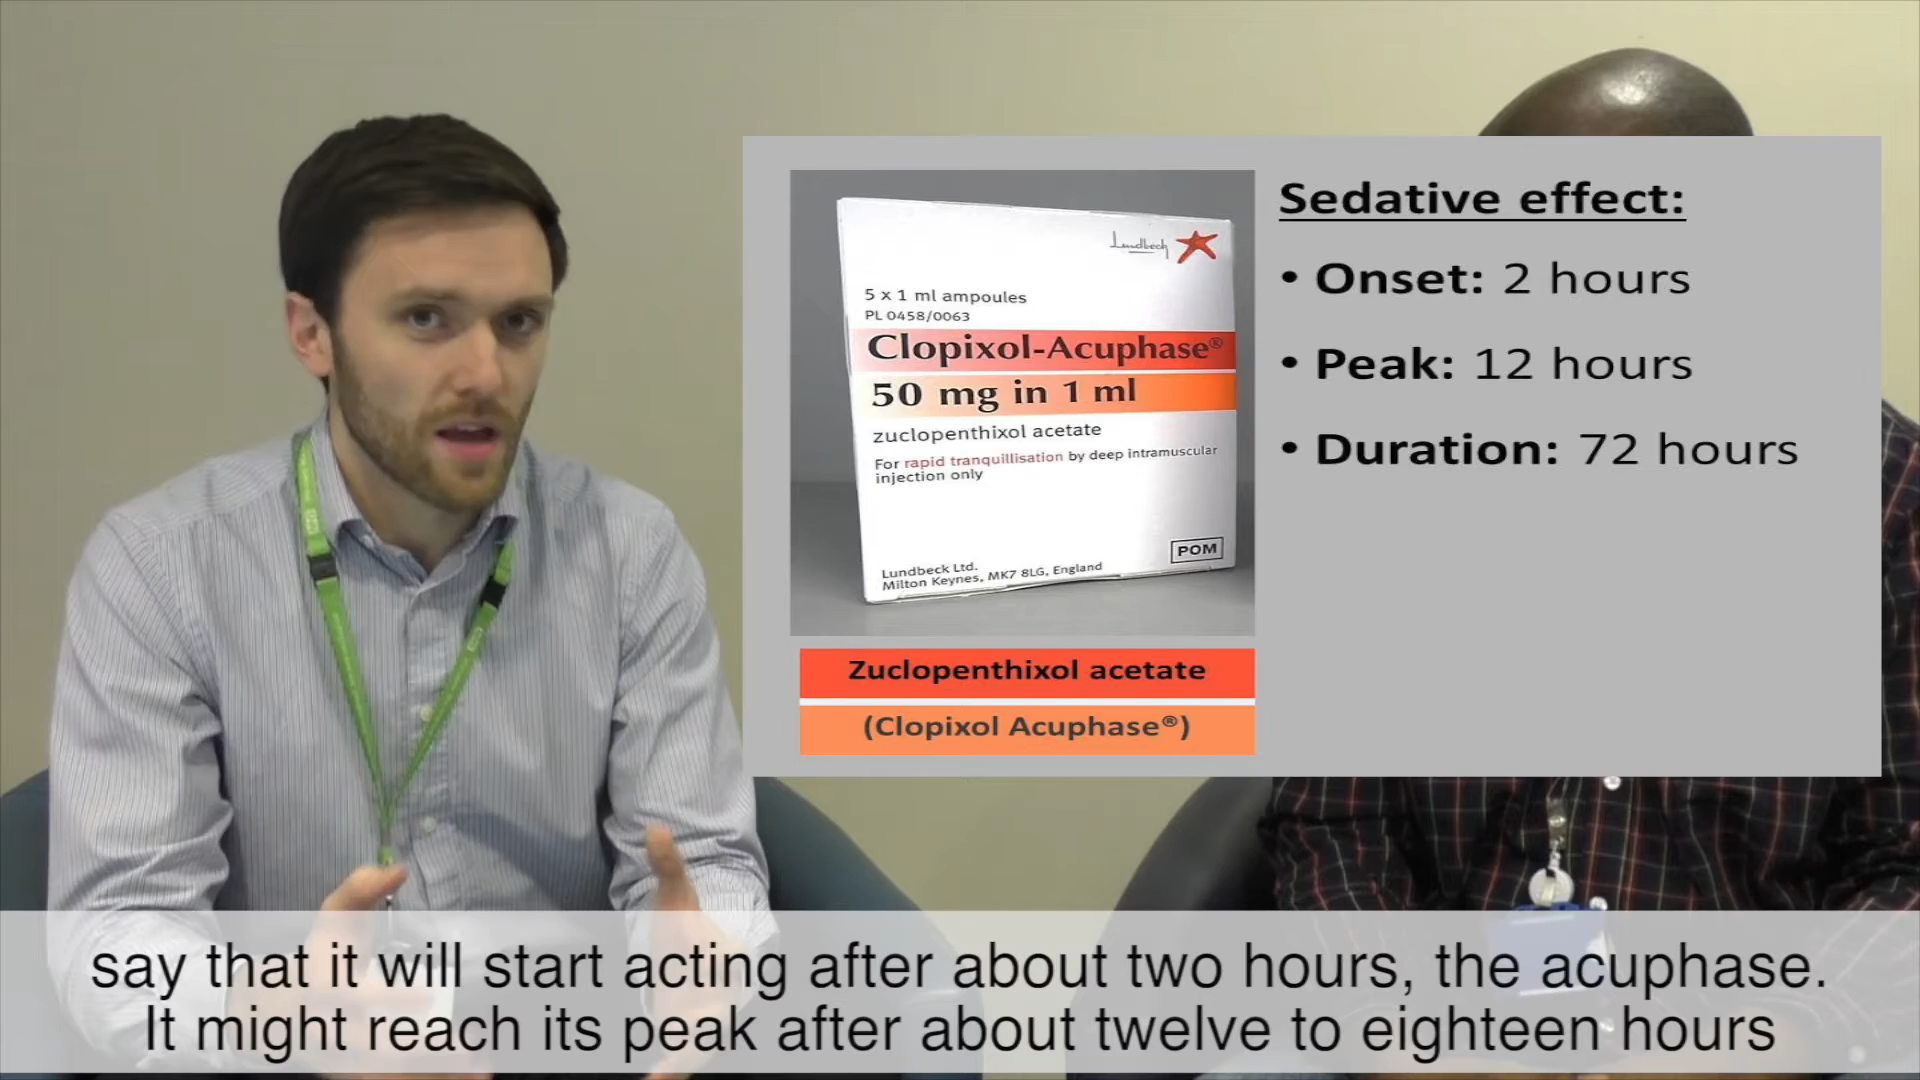 Lundbeck
5 x 1 ml ampoules
PL 0458/0063
Clopixol-Acuphase®
50 mg in 1 ml
zuclopenthixol acetate
For rapid tranquillisation by deep intramuscular
injection only
POM
Lundbeck Ltd.
Milton Keynes, MK7 8LG, England
Zuclopenthixol acetate
(Clopixol Acuphase®)
Sedative effect:
• Onset: 2 hours
• Peak: 12 hours
• Duration: 72 hours
say that it will start acting after about two hours, the acuphase.
It might reach its peak after about twelve to eighteen hours